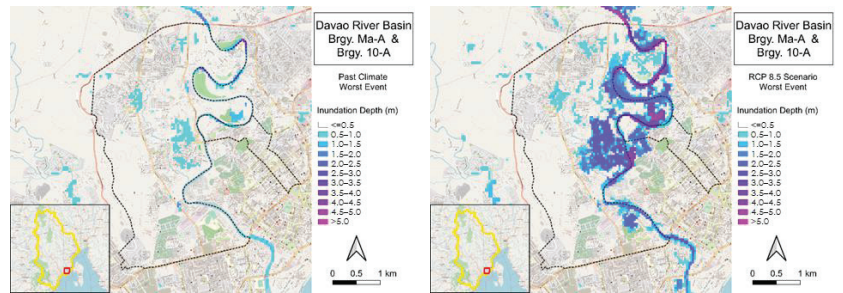 Davao River Basin
Brgy. Ma-A &
Brgy. 10-A
Past Climate
Worst Event
Inundation Depth (m)
<=0.5
0.5–1.0
1.0–1.5
1.5–2.0
2.0–2.5
2.5–3.0
3.0–3.5
3.5–4.0
4.0–4.5
4.5–5.0
>5.0
0 0.5 1 km
Davao River Basin
Brgy. Ma-A &
Brgy. 10-A
RCP 8.5 Scenario
Worst Event
Inundation Depth (m)
<=0.5
0.5–1.0
1.0–1.5
1.5–2.0
2.0–2.5
2.5–3.0
3.0–3.5
3.5–4.0
4.0–4.5
4.5–5.0
>5.0
0 0.5 1 km